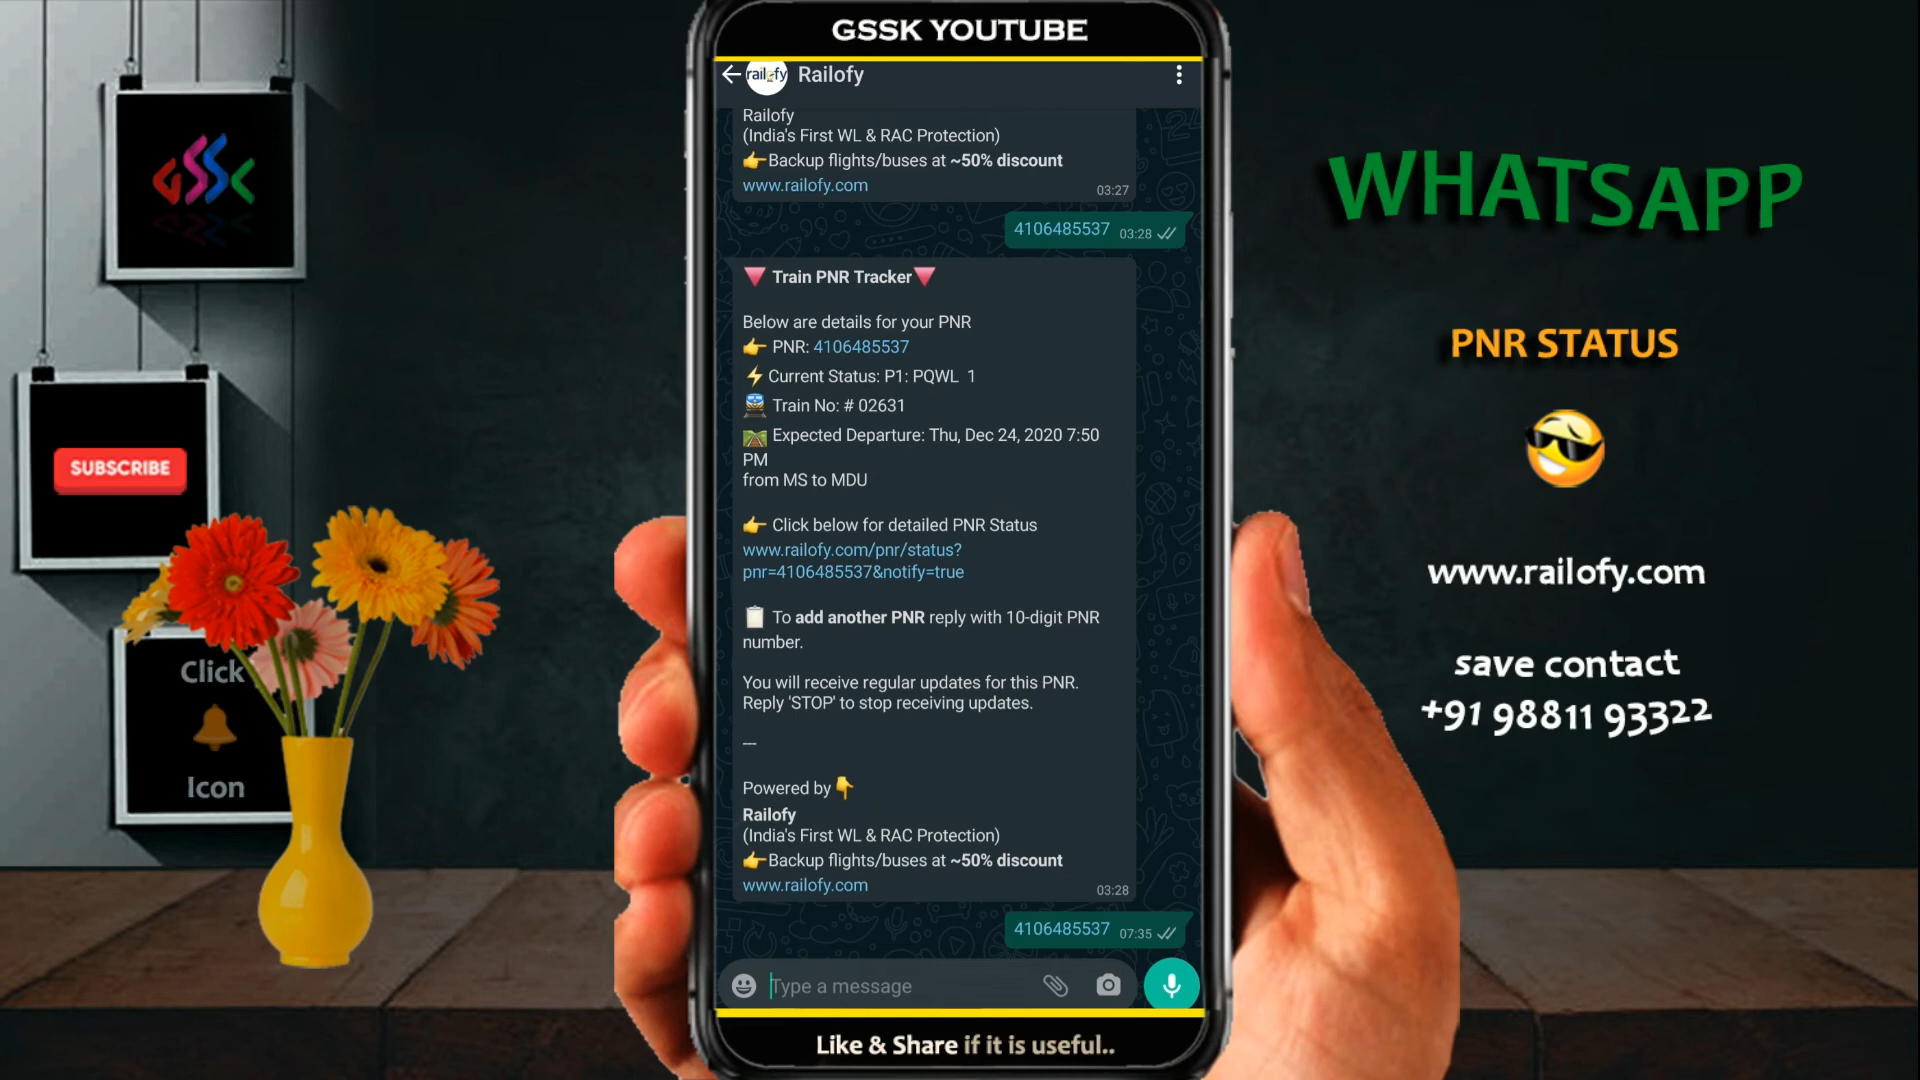 GSSK YOUTUBE
railofy
Railofy
Railofy
(India's First WL & RAC Protection)
👉Backup flights/buses at ~50% discount
www.railofy.com
03:27
4106485537 03:28
🔻 Train PNR Tracker🔻
Below are details for your PNR
👉 PNR: 4106485537
⚡ Current Status: P1: PQWL 1
🚆 Train No: # 02631
🛤️ Expected Departure: Thu, Dec 24, 2020 7:50
PM
from MS to MDU
👉 Click below for detailed PNR Status
www.railofy.com/pnr/status?
pnr=4106485537&notify=true
📋 To add another PNR reply with 10-digit PNR
number.
You will receive regular updates for this PNR.
Reply 'STOP' to stop receiving updates.
---
Powered by👇
Railofy
(India's First WL & RAC Protection)
👉Backup flights/buses at ~50% discount
www.railofy.com
03:28
4106485537 07:35
Type a message
Like & Share if it is useful..
GSSK
SUBSCRIBE
Click
Icon
WHATSAPP
PNR STATUS
www.railofy.com
save contact
+91 98811 93322